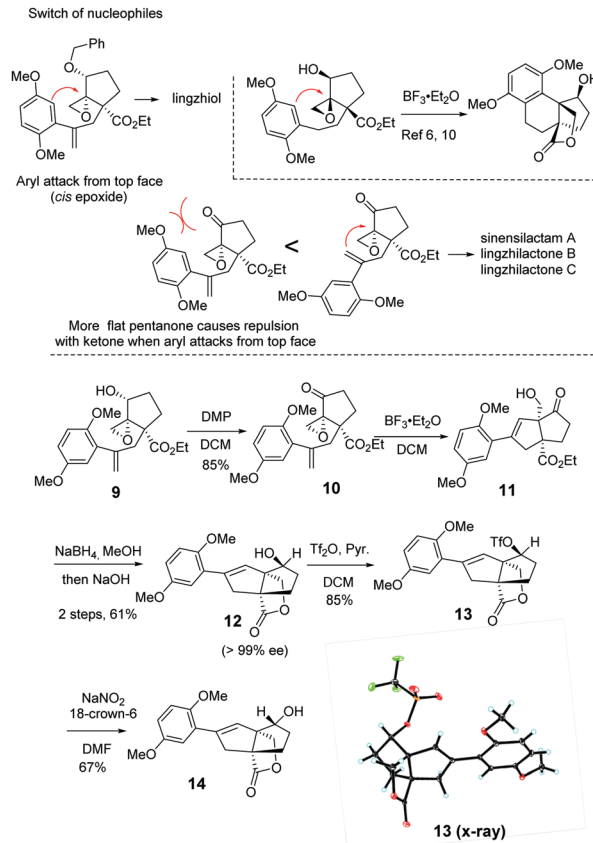 Switch of nucleophiles
Ph
O
MeO
O
CO2Et
OMe
lingzhiol
Aryl attack from top face
(cis epoxide)
HO
MeO
O
CO2Et
OMe
BF3•Et2O
Ref 6, 10
OMe
OH
MeO
O
O
O
MeO
O
CO2Et
OMe
<
O
O
CO2Et
MeO
OMe
sinensilactam A
lingzhilactone B
lingzhilactone C
More flat pentanone causes repulsion
with ketone when aryl attacks from top face
HO
OMe
O
CO2Et
MeO
9
DMP
DCM
85%
O
OMe
O
CO2Et
MeO
10
BF3•Et2O
DCM
HO
O
OMe
CO2Et
MeO
11
NaBH4, MeOH
then NaOH
2 steps, 61%
OMe
HO
H
MeO
O
O
12
(> 99% ee)
Tf2O, Pyr.
DCM
85%
TfO
H
OMe
MeO
O
O
13
NaNO2
18-crown-6
DMF
67%
OMe
H
OH
MeO
O
O
14
13 (x-ray)